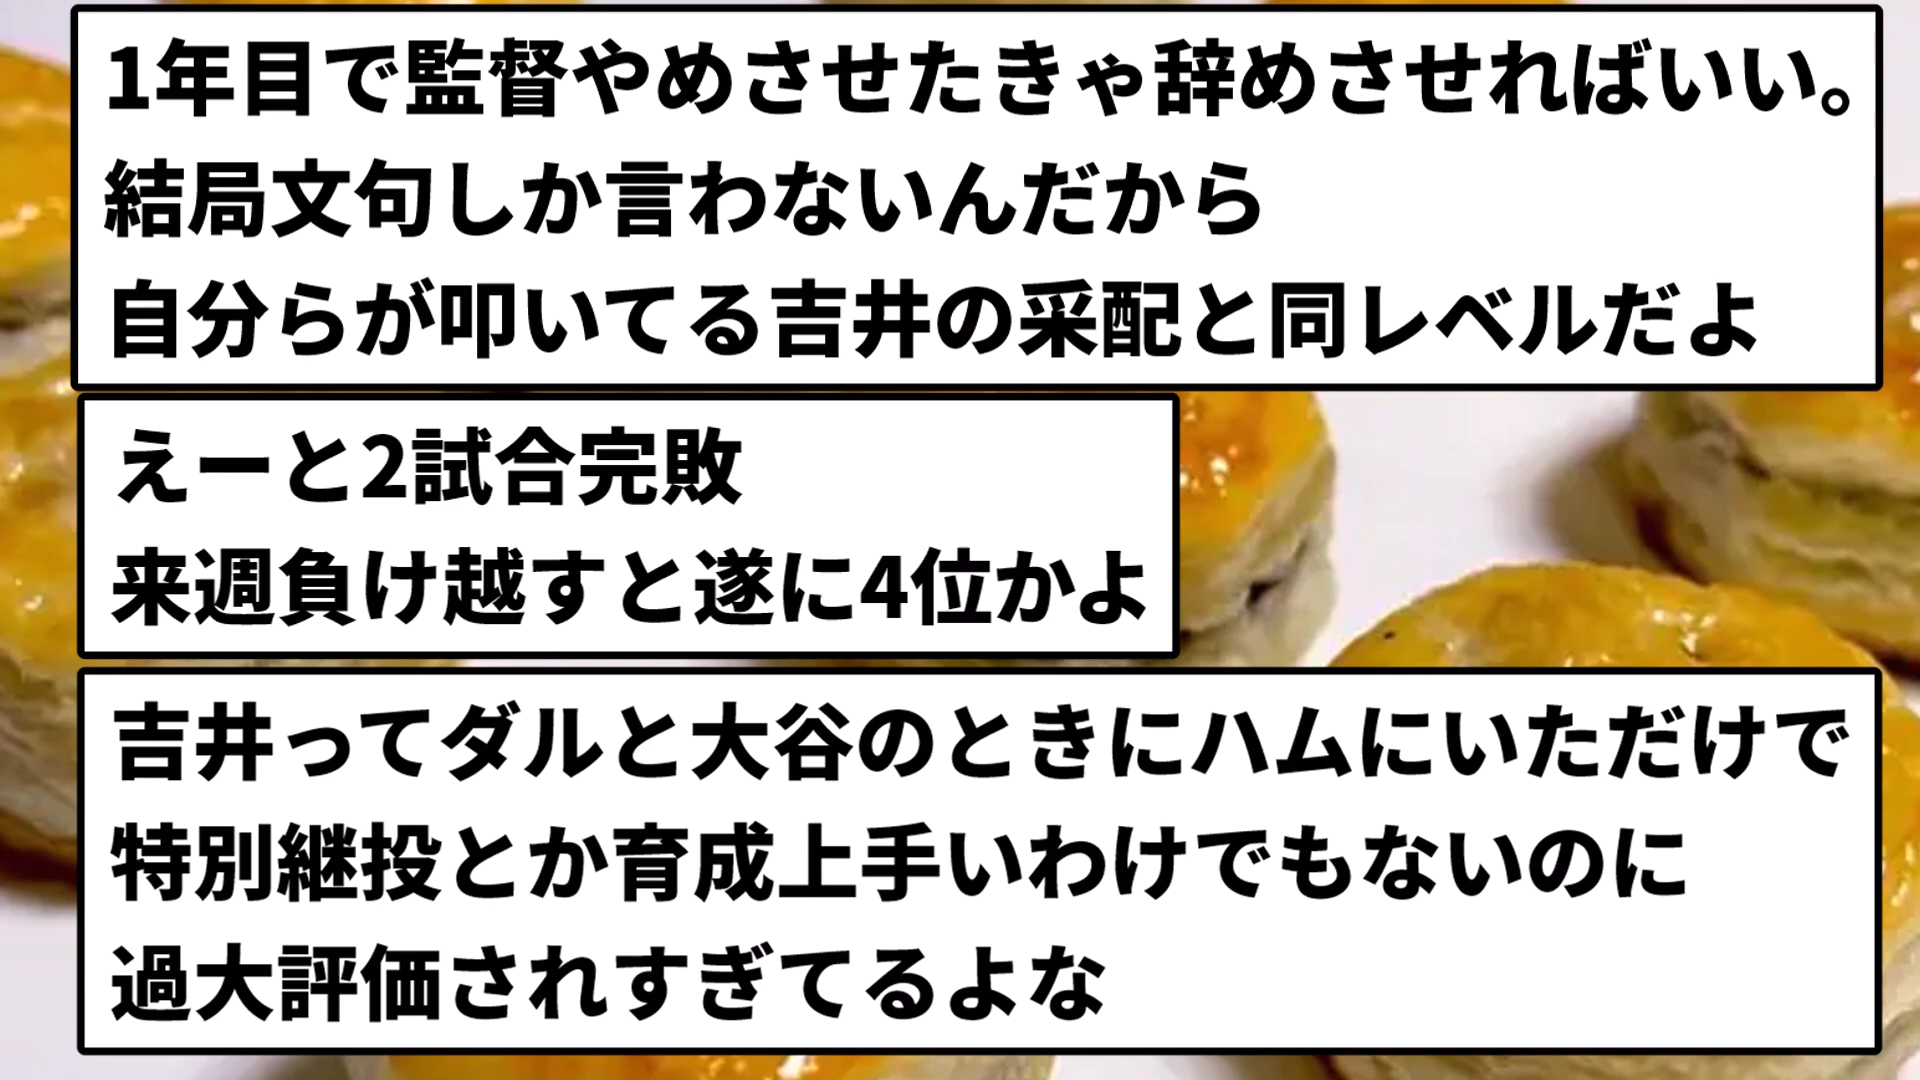 1年目で監督やめさせたきゃ辞めさせればいい。
結局文句しか言わないんだから
自分らが叩いてる吉井の采配と同レベルだよ
えーと2試合完敗
来週負け越すと遂に4位かよ
吉井ってダルと大谷のときにハムにいただけで
特別継投とか育成上手いわけでもないのに
過大評価されすぎてるよな